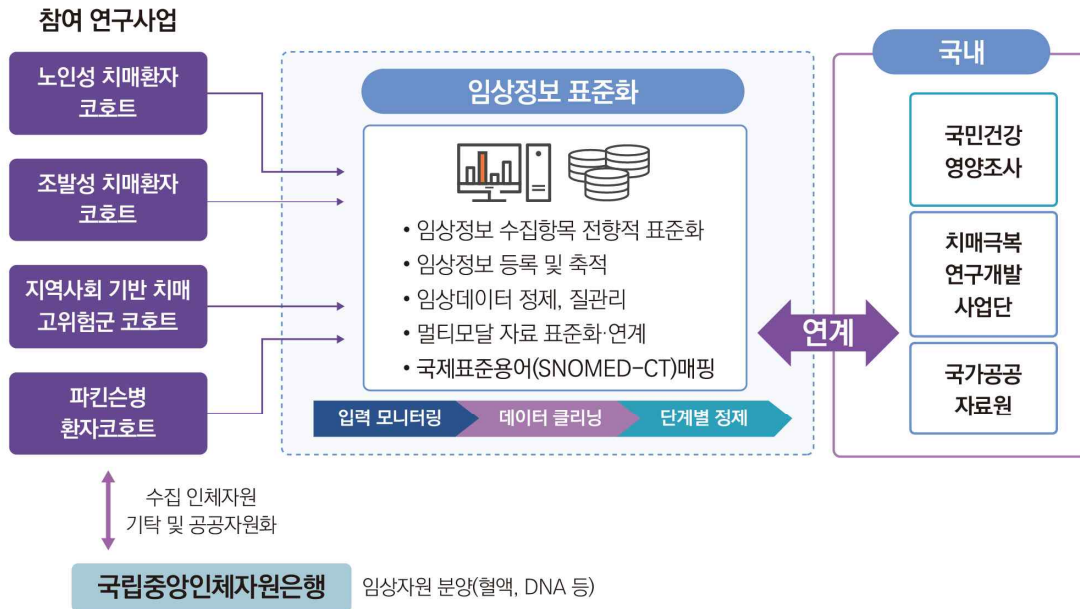 참여 연구사업
노인성 치매환자
코호트
조발성 치매환자
코호트
지역사회 기반 치매
고위험군 코호트
파킨슨병
환자코호트
수집 인체자원
기탁 및 공공자원화
국립중앙인체자원은행
임상자원 분양(혈액, DNA 등)
임상정보 표준화
• 임상정보 수집항목 전향적 표준화
• 임상정보 등록 및 축적
• 임상데이터 정제, 질관리
• 멀티모달 자료 표준화·연계
• 국제표준용어(SNOMED-CT)매핑
입력 모니터링
데이터 클리닝
단계별 정제
연계
국내
국민건강
영양조사
치매극복
연구개발
사업단
국가공공
자료원